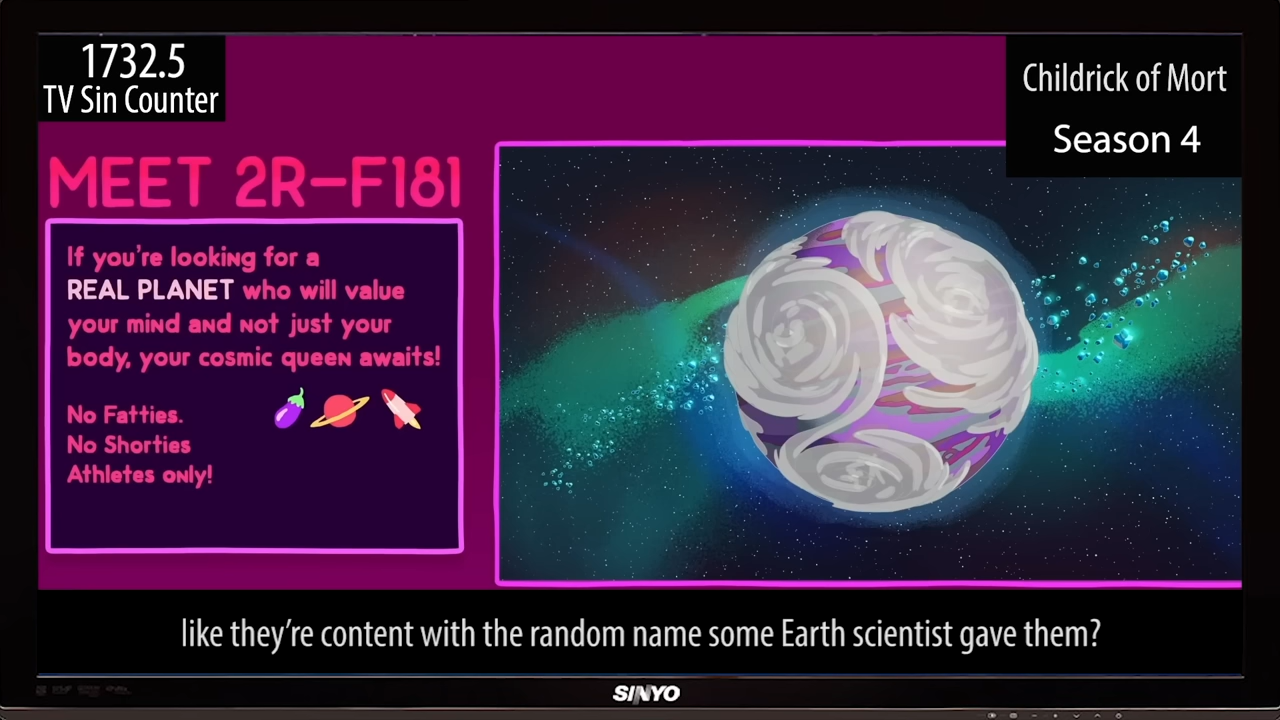 1732.5
TV Sin Counter
Childrick of Mort
Season 4
MEET 2R-F181
If you're looking for a
REAL PLANET who will value
your mind and not just your
body, your cosmic queen awaits!
No Fatties.
No Shorties
Athletes only!
like they're content with the random name some Earth scientist gave them?
SINYO